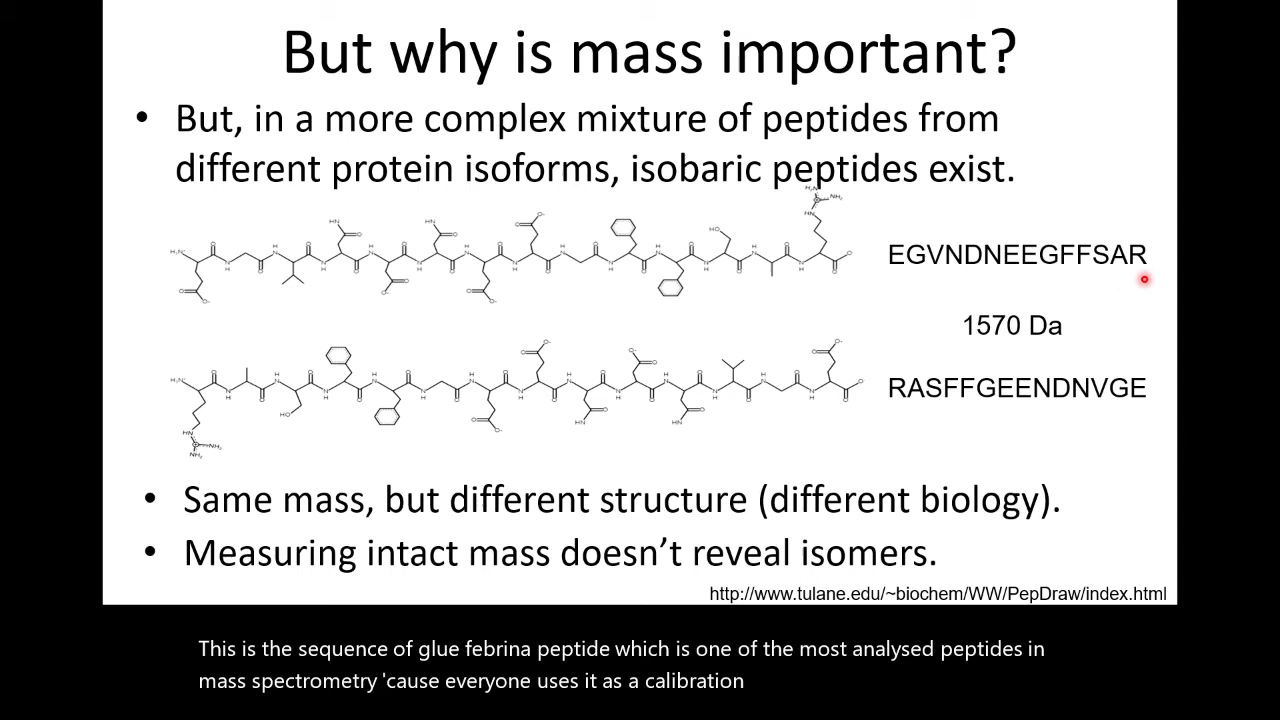 But why is mass important?
• But, in a more complex mixture of peptides from
different protein isoforms, isobaric peptides exist.
EGVNDNEEGFFSAR
1570 Da
RASFFGEENDNVGE
• Same mass, but different structure (different biology).
• Measuring intact mass doesn’t reveal isomers.
http://www.tulane.edu/~biochem/WW/PepDraw/index.html
This is the sequence of glue febrina peptide which is one of the most analysed peptides in
mass spectrometry 'cause everyone uses it as a calibration